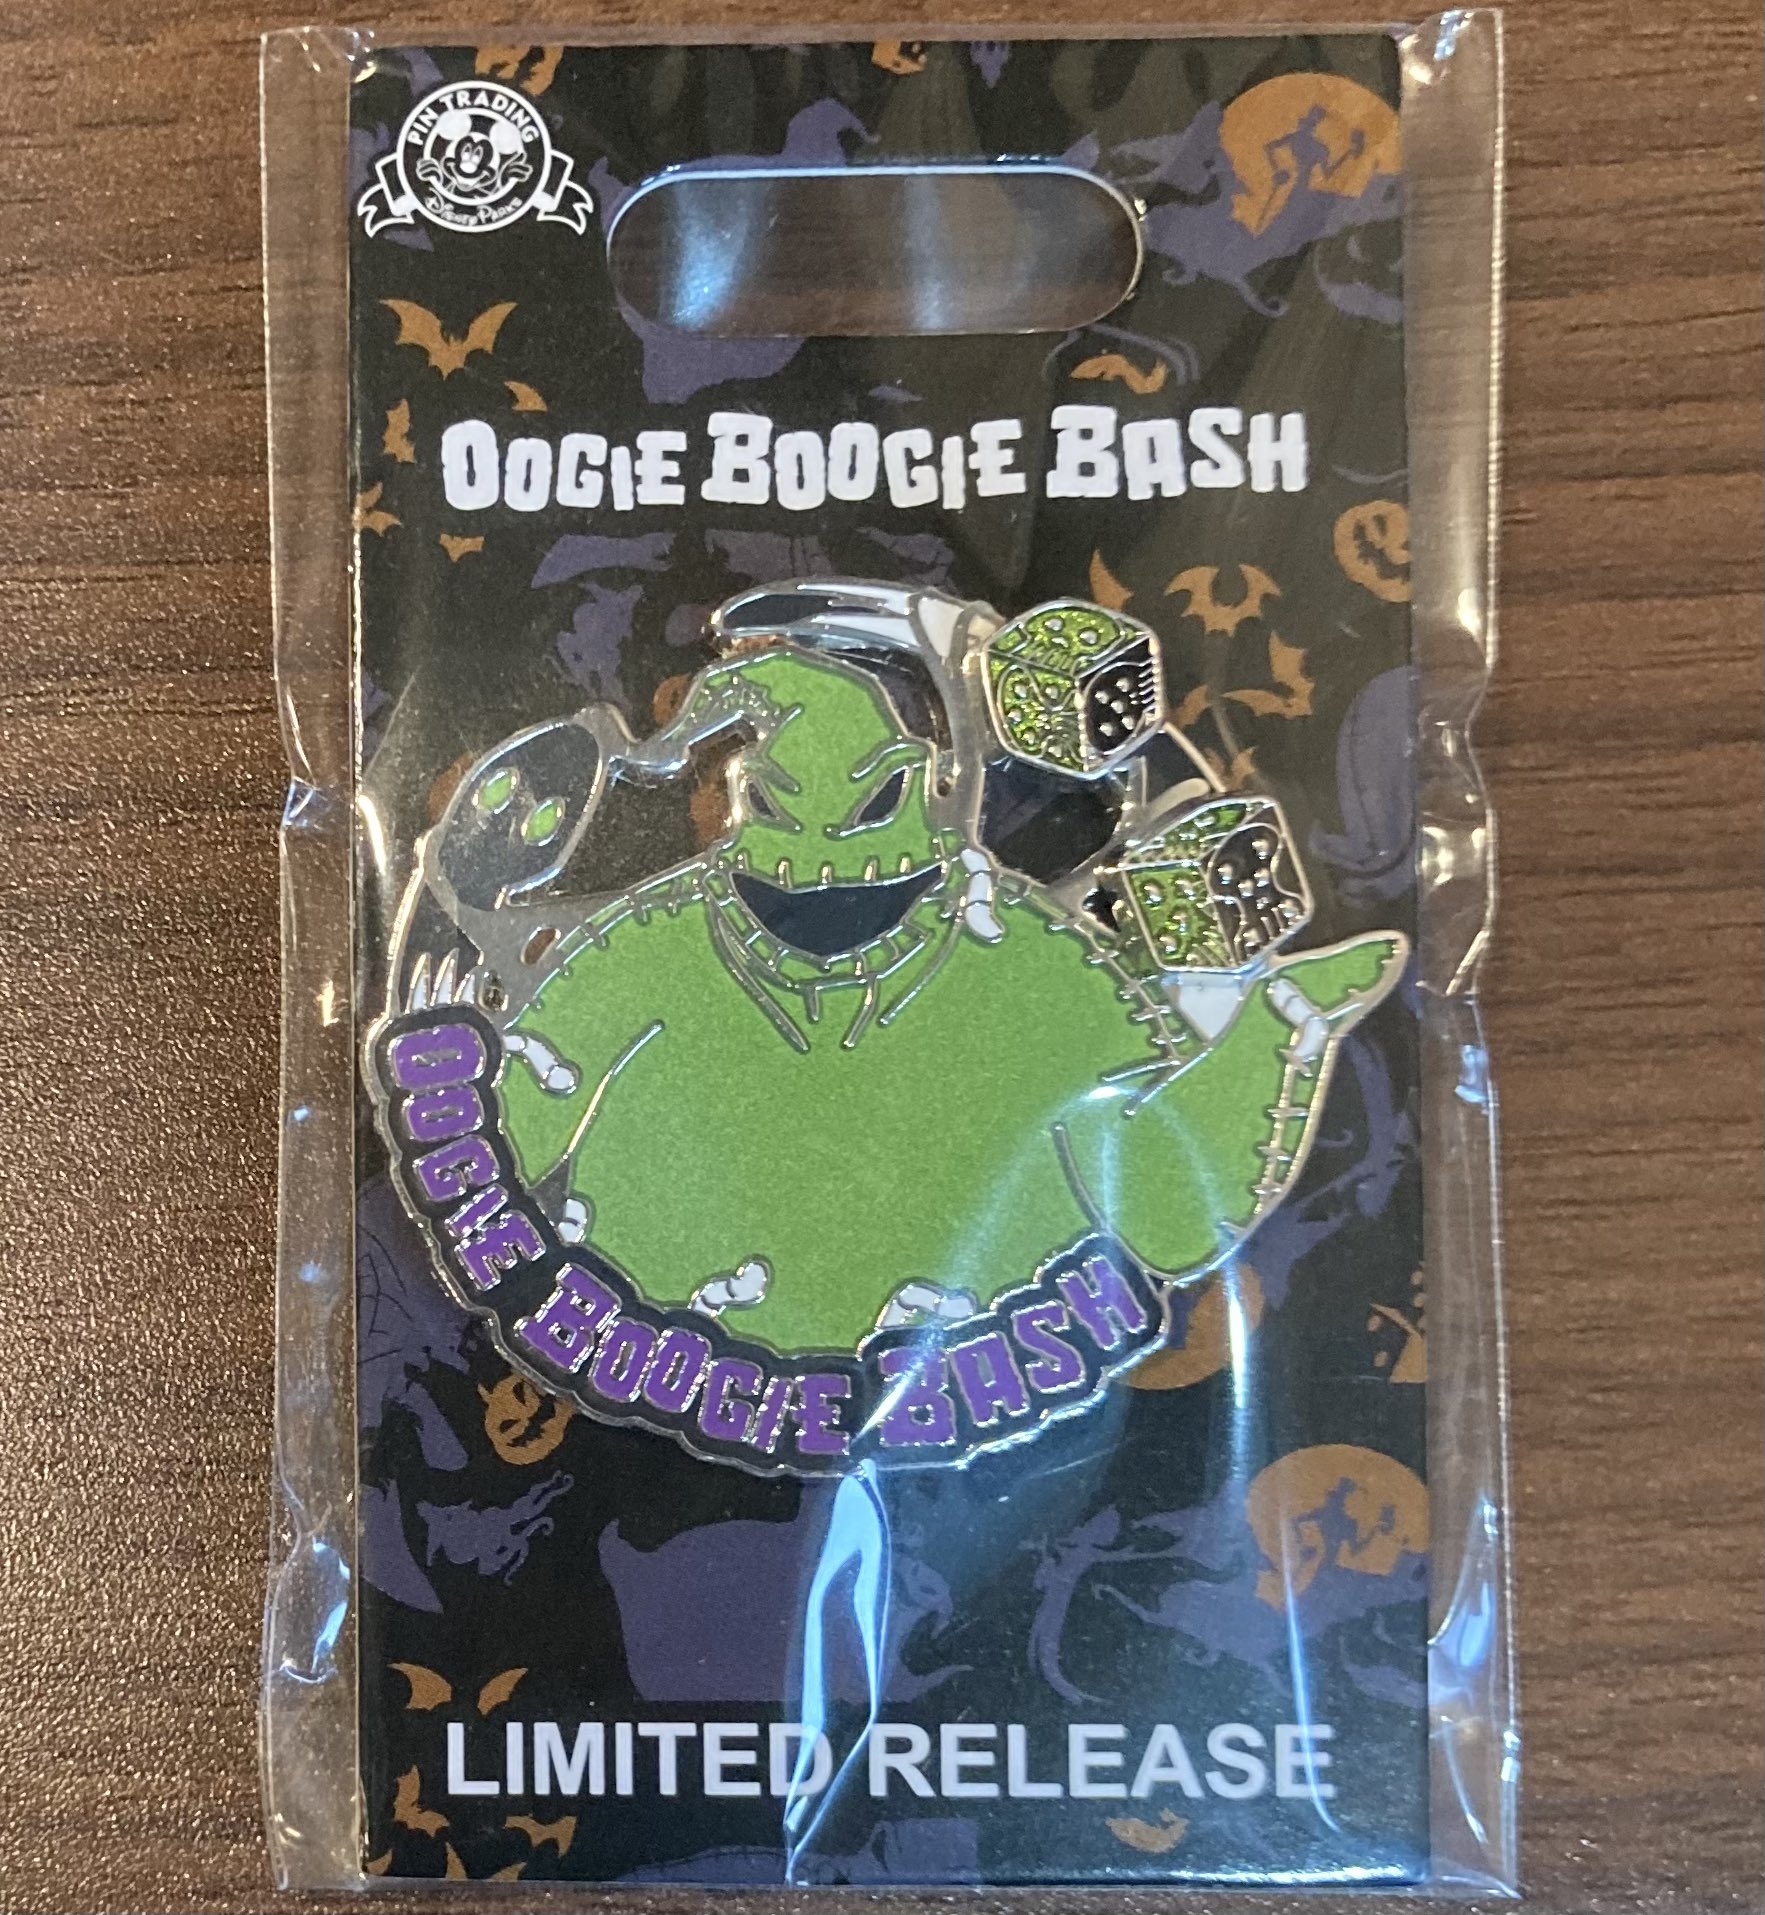 PIN TRADING
DISNEY PARKS
OOGIE BOOGIE BASH
OOGIE BOOGIE BASH
LIMITED RELEASE